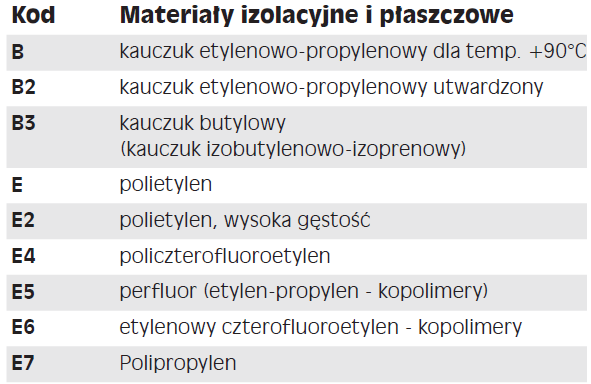 Kod Materiały izolacyjne i płaszczowe
B kauczuk etylenowo-propylenowy dla temp. +90°C
B2 kauczuk etylenowo-propylenowy utwardzony
B3 kauczuk butylowy
(kauczuk izobutylenowo-izoprenowy)
E polietylen
E2 polietylen, wysoka gęstość
E4 policzterofluoroetylen
E5 perfluor (etylen-propylen - kopolimery)
E6 etylenowy czterofluoroetylen - kopolimery
E7 Polipropylen